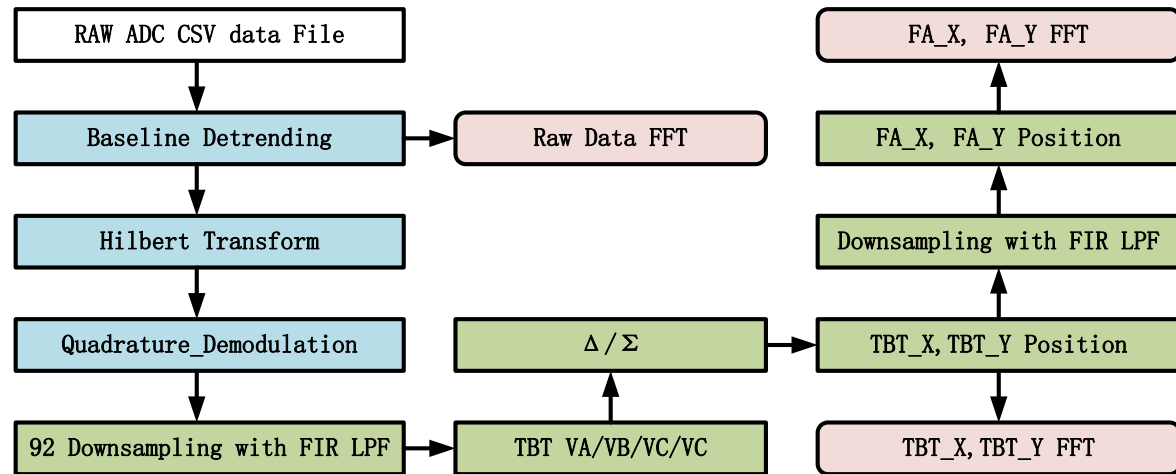 RAW ADC CSV data File
Baseline Detrending
Raw Data FFT
Hilbert Transform
Quadrature_Demodulation
92 Downsampling with FIR LPF
TBT VA/VB/VC/VC
Δ/Σ
TBT_X,TBT_Y Position
TBT_X,TBT_Y FFT
Downsampling with FIR LPF
FA_X, FA_Y Position
FA_X, FA_Y FFT